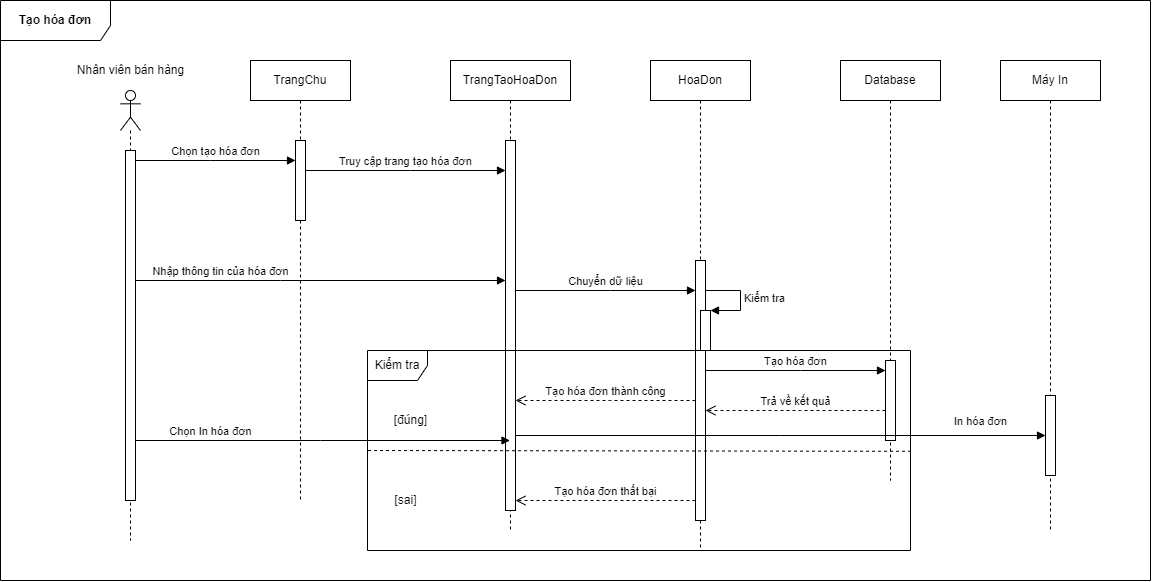 Tạo hóa đơn
Nhân viên bán hàng
TrangChu
TrangTaoHoaDon
HoaDon
Database
Máy In
Chọn tạo hóa đơn
Truy cập trang tạo hóa đơn
Nhập thông tin của hóa đơn
Chuyển dữ liệu
Kiểm tra
Kiểm tra
Tạo hóa đơn
Tạo hóa đơn thành công
Trả về kết quả
[đúng]
Chọn In hóa đơn
In hóa đơn
[sai]
Tạo hóa đơn thất bại